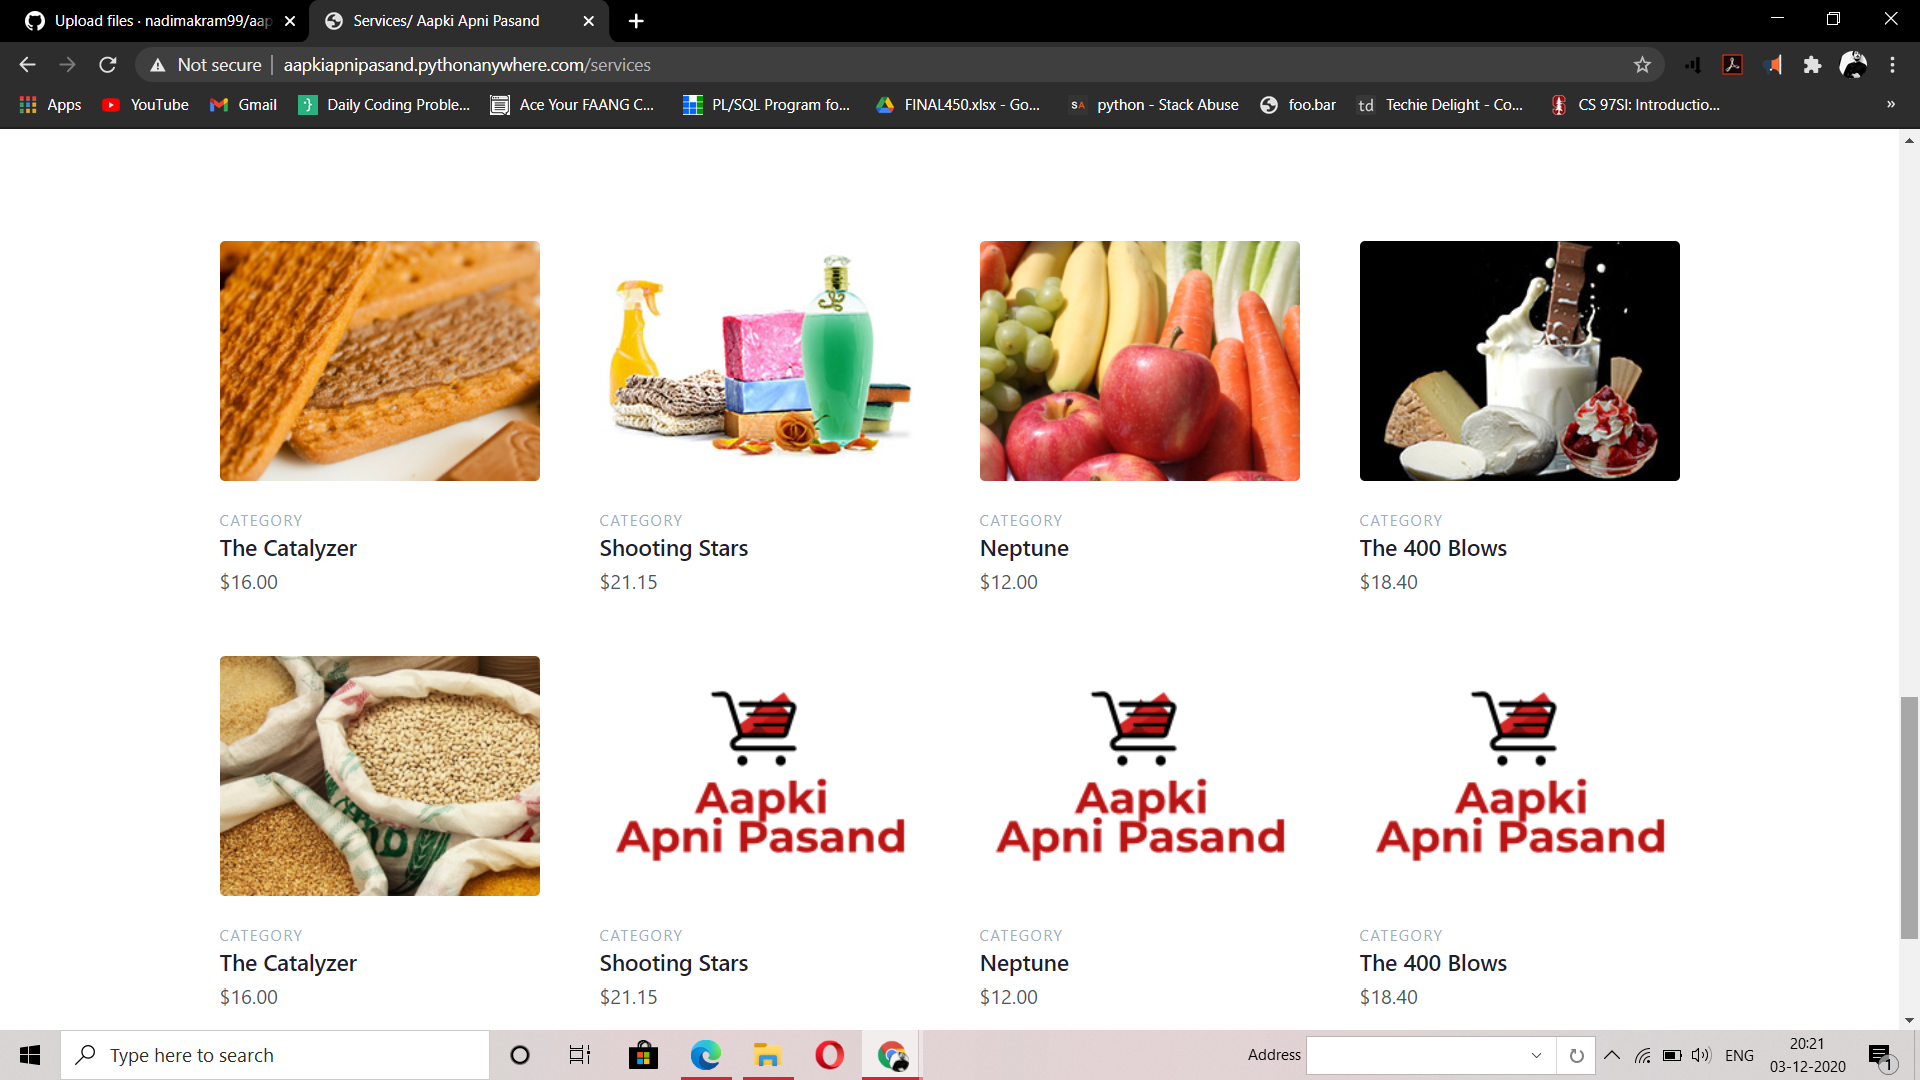 Upload files · nadimakram99/aap
Services/ Aapki Apni Pasand
Not secure
aapkiapnipasand.pythonanywhere.com/services
Apps
YouTube
Gmail
Daily Coding Proble...
Ace Your FAANG C...
PL/SQL Program fo...
FINAL450.xlsx - Go...
SA
python - Stack Abuse
foo.bar
td
Techie Delight - Co...
CS 97SI: Introductio...
»
CATEGORY
The Catalyzer
$16.00
CATEGORY
Shooting Stars
$21.15
CATEGORY
Neptune
$12.00
CATEGORY
The 400 Blows
$18.40
Aapki
Apni Pasand
Aapki
Apni Pasand
Aapki
Apni Pasand
CATEGORY
The Catalyzer
$16.00
CATEGORY
Shooting Stars
$21.15
CATEGORY
Neptune
$12.00
CATEGORY
The 400 Blows
$18.40
Type here to search
Address
ENG
20:21
03-12-2020
1